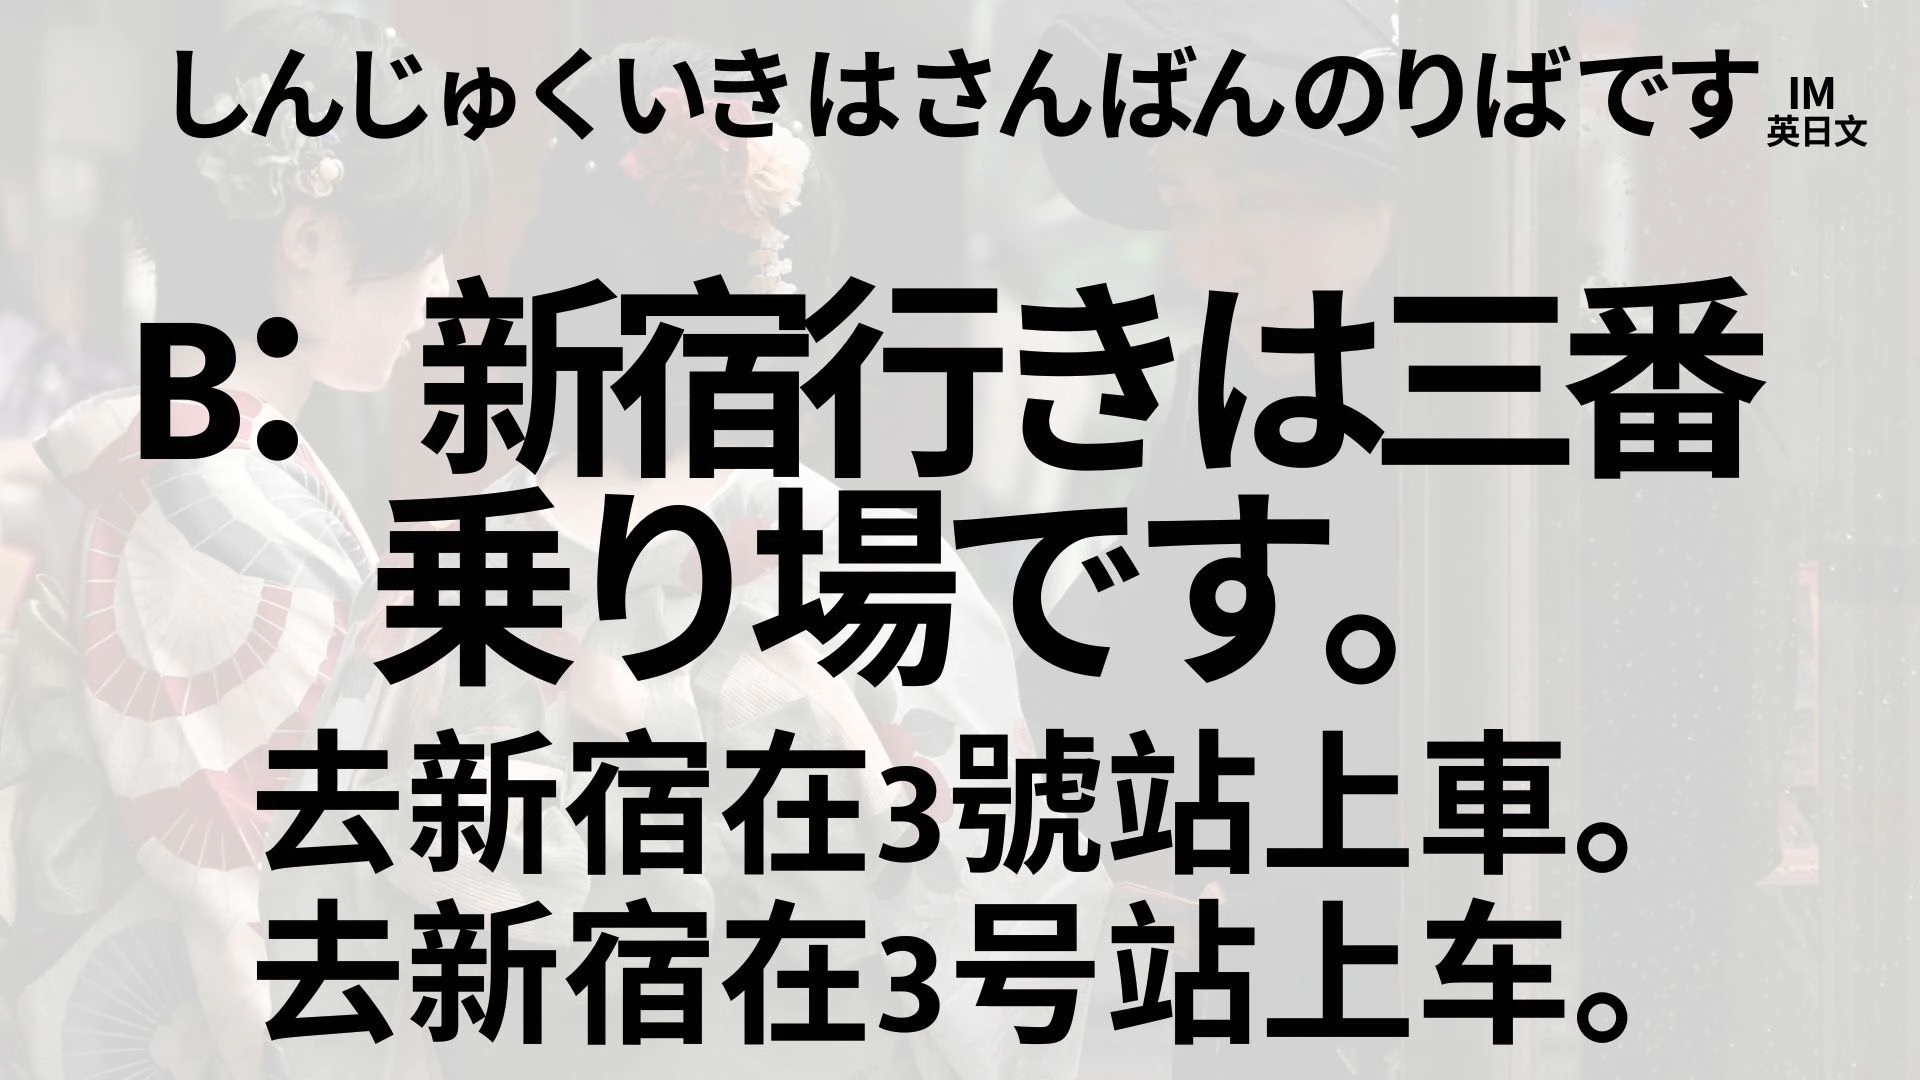 しんじゅくいきはさんばんのりばです
IM
英日文
B：新宿行きは三番
乗り場です。
去新宿在3號站上車。
去新宿在3号站上车。